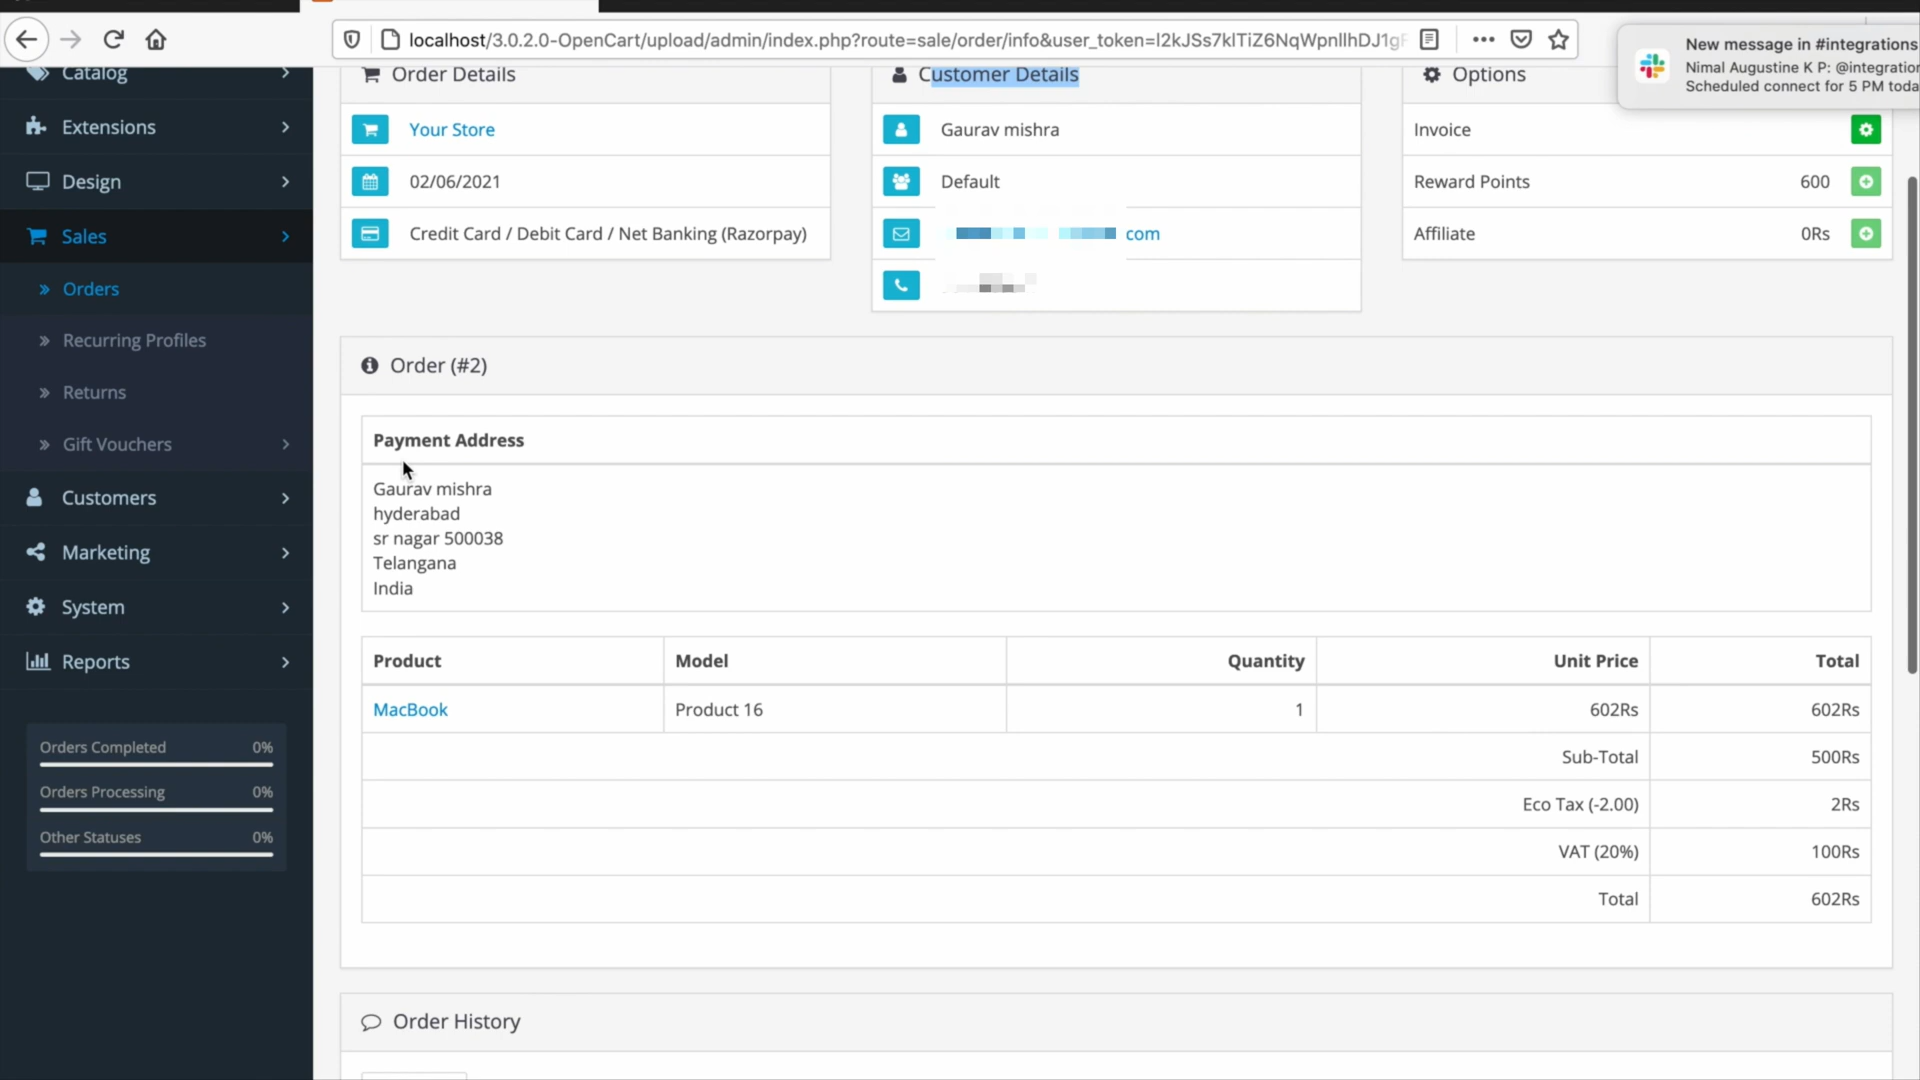 localhost/3.0.2.0-OpenCart/upload/admin/index.php?route=sale/order/info&user_token=l2kJSs7klTiZ6NqWpnllhDJ1gF
New message in #integrations
Nimal Augustine K P: @integration
Scheduled connect for 5 PM toda
Catalog
Extensions
Design
Sales
Orders
Recurring Profiles
Returns
Gift Vouchers
Customers
Marketing
System
Reports
Orders Completed 0%
Orders Processing 0%
Other Statuses 0%
Order Details
Your Store
02/06/2021
Credit Card / Debit Card / Net Banking (Razorpay)
Customer Details
Gaurav mishra
Default
com
Options
Invoice
Reward Points 600
Affiliate 0Rs
Order (#2)
Payment Address
Gaurav mishra
hyderabad
sr nagar 500038
Telangana
India
Product Model Quantity Unit Price Total
MacBook Product 16 1 602Rs 602Rs
Sub-Total 500Rs
Eco Tax (-2.00) 2Rs
VAT (20%) 100Rs
Total 602Rs
Order History